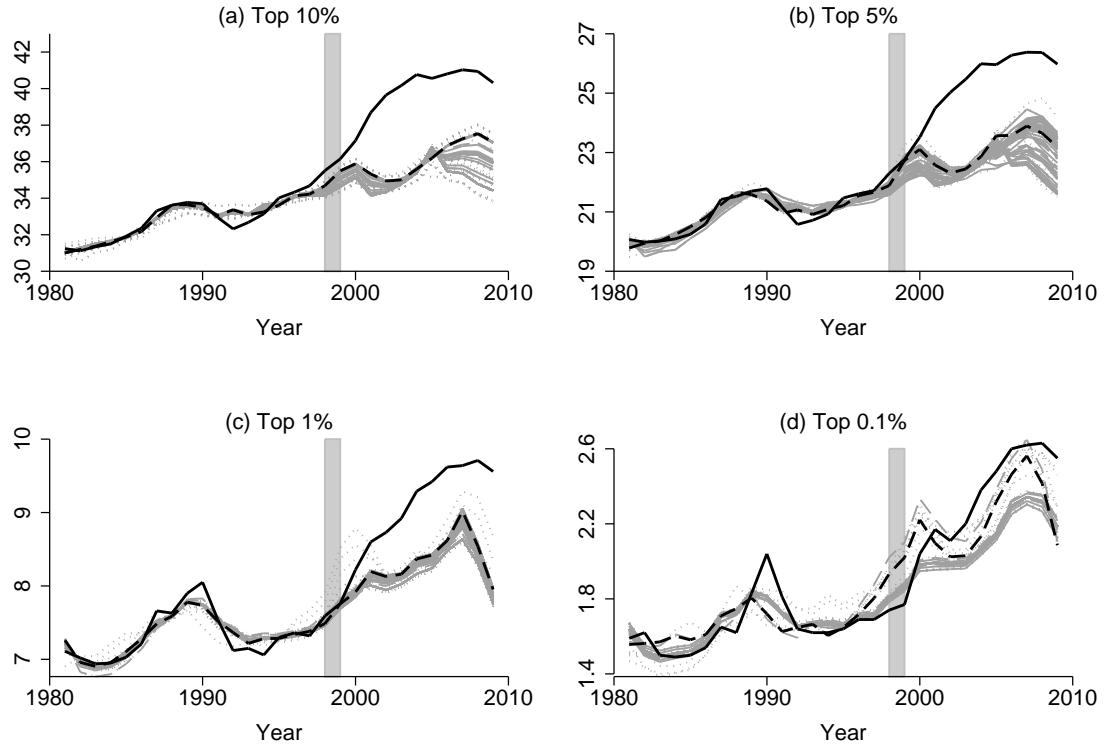 (a) Top 10%
(b) Top 5%
30 32 34 36 38 42
19 21 23 25 27
1980 1990 2000 2010
1980 1990 2000 2010
Year
Year
(c) Top 1%
(d) Top 0.1%
7 8 9 10
1.4 1.8 2.2 2.6
1980 1990 2000 2010
1980 1990 2000 2010
Year
Year